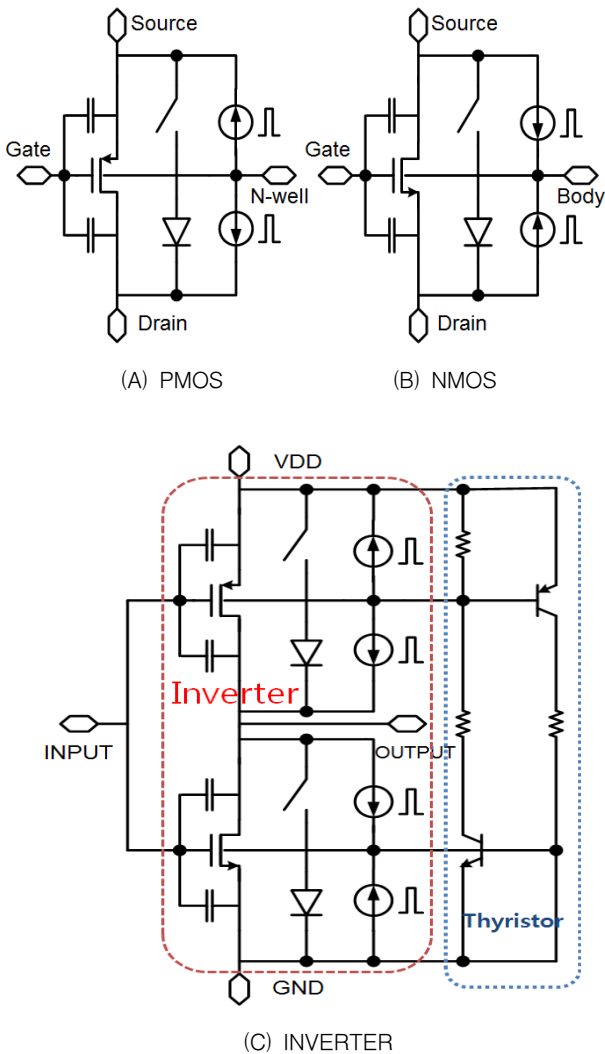 Source Source
Gate Gate
N-well Body
Drain Drain
(A) PMOS (B) NMOS
VDD
Inverter
INPUT OUTPUT
Thyristor
GND
(C) INVERTER